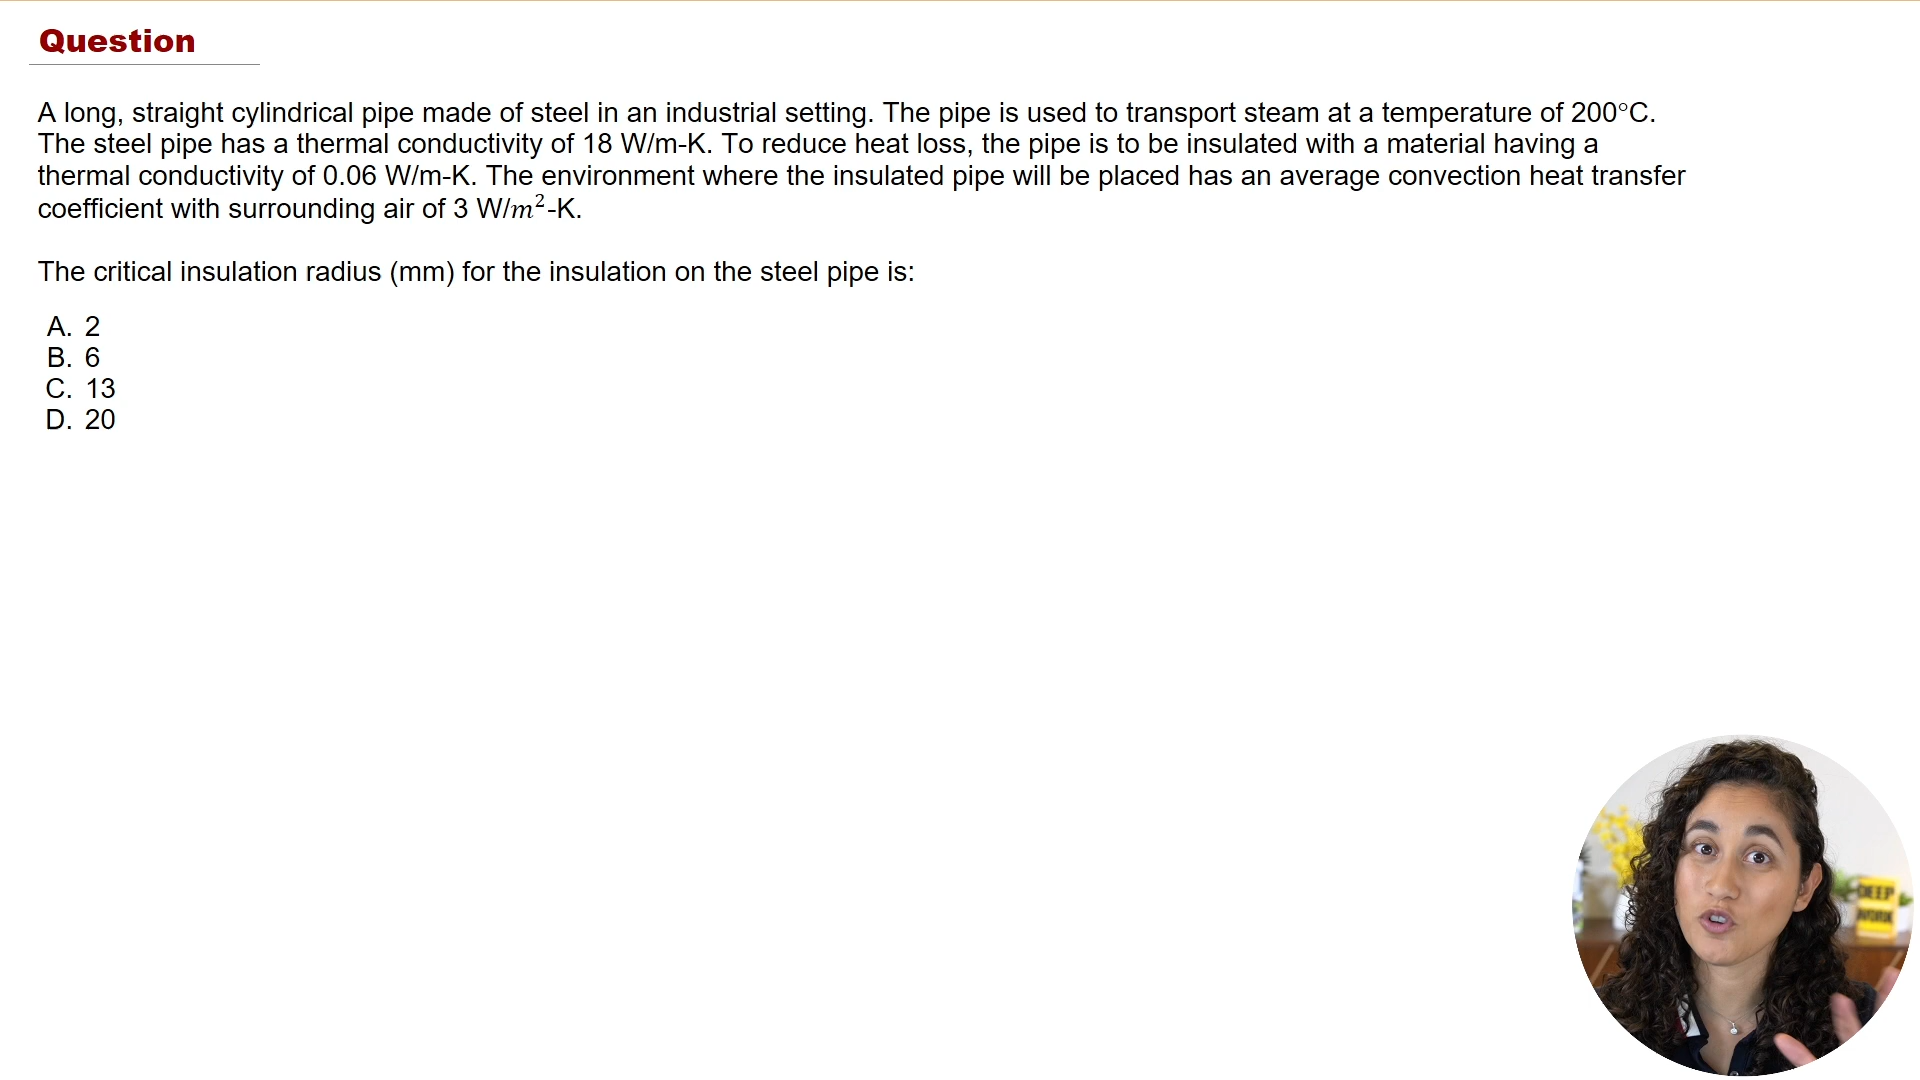 Question
A long, straight cylindrical pipe made of steel in an industrial setting. The pipe is used to transport steam at a temperature of 200°C.
The steel pipe has a thermal conductivity of 18 W/m-K. To reduce heat loss, the pipe is to be insulated with a material having a
thermal conductivity of 0.06 W/m-K. The environment where the insulated pipe will be placed has an average convection heat transfer
coefficient with surrounding air of 3 W/m²-K.
The critical insulation radius (mm) for the insulation on the steel pipe is:
A. 2
B. 6
C. 13
D. 20
DEEP
WORK